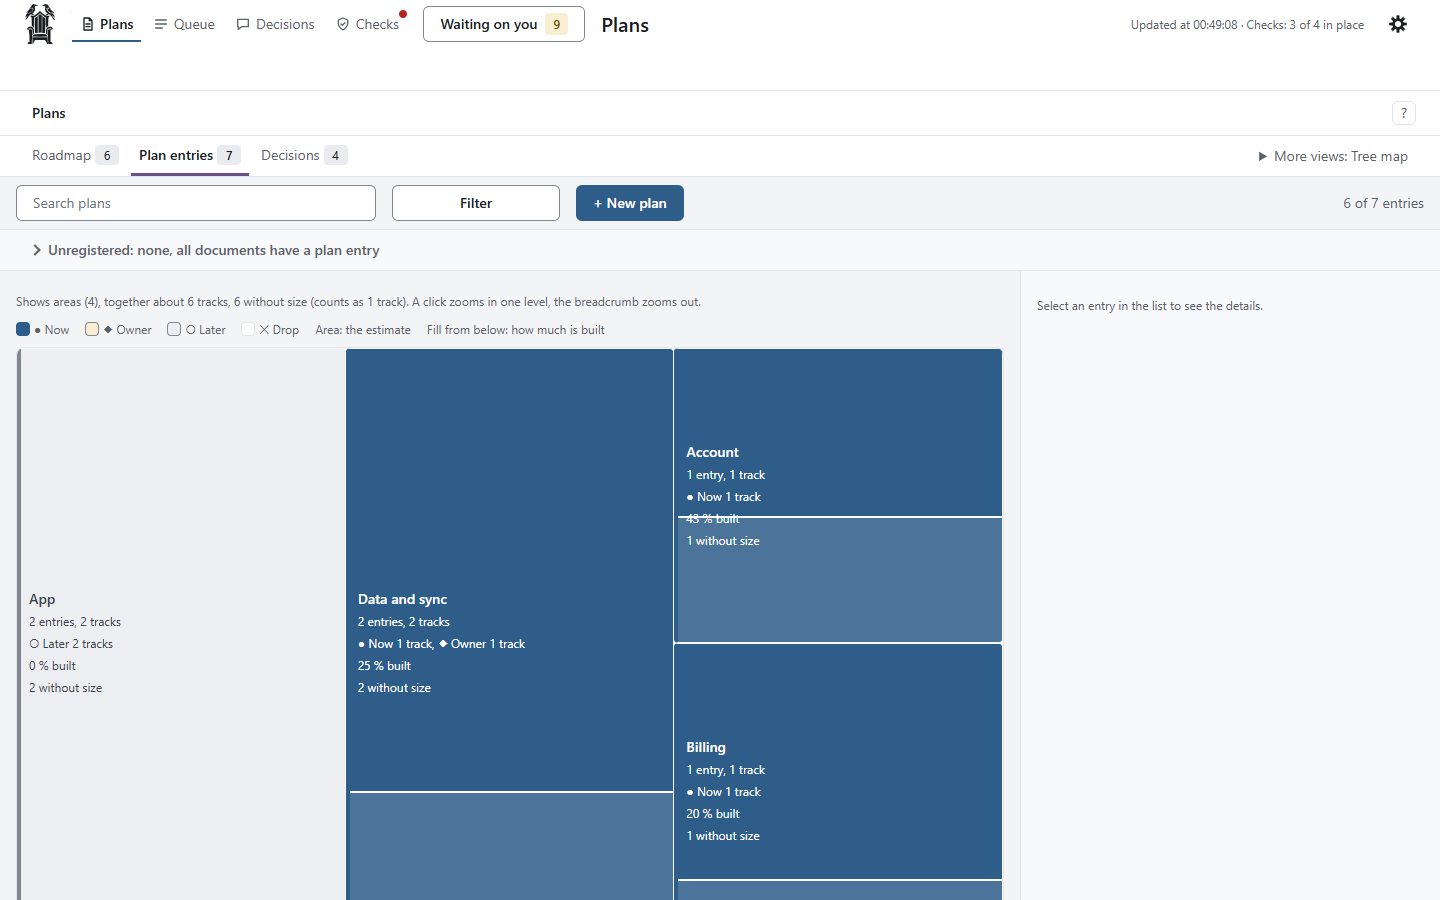 Plans
Queue
Decisions
Checks
Waiting on you 9
Plans
Updated at 00:49:08 · Checks: 3 of 4 in place
Plans
?
Roadmap 6
Plan entries 7
Decisions 4
▶ More views: Tree map
Search plans
Filter
+ New plan
6 of 7 entries
Unregistered: none, all documents have a plan entry
Shows areas (4), together about 6 tracks, 6 without size (counts as 1 track). A click zooms in one level, the breadcrumb zooms out.
● Now ◆ Owner ○ Later ✕ Drop Area: the estimate Fill from below: how much is built
Select an entry in the list to see the details.
App
2 entries, 2 tracks
○ Later 2 tracks
0 % built
2 without size
Data and sync
2 entries, 2 tracks
● Now 1 track, ◆ Owner 1 track
25 % built
2 without size
Account
1 entry, 1 track
● Now 1 track
43 % built
1 without size
Billing
1 entry, 1 track
● Now 1 track
20 % built
1 without size